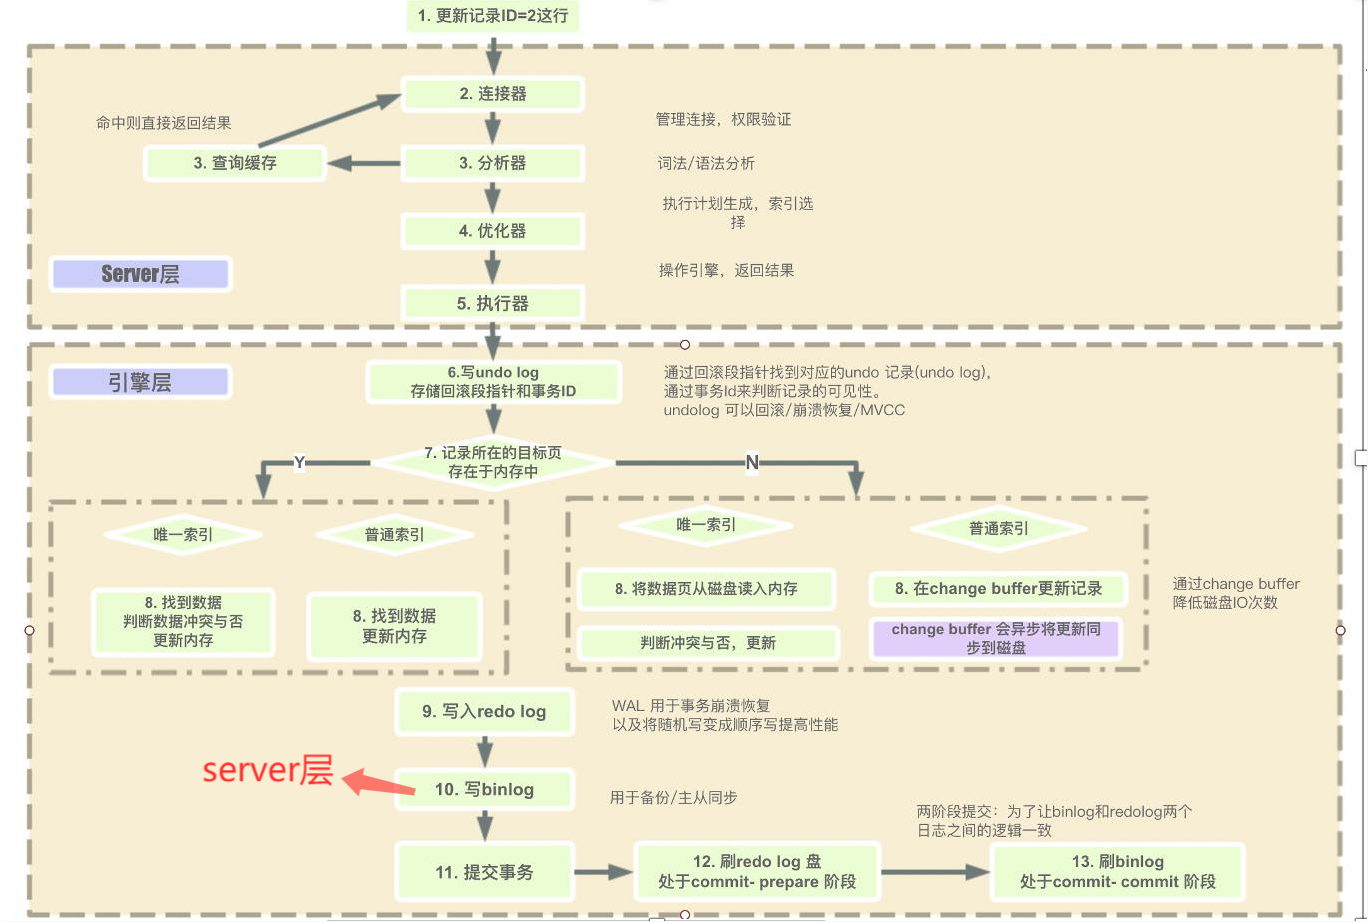 1. 更新记录ID=2这行
2. 连接器
管理连接，权限验证
命中则直接返回结果
3. 查询缓存
3. 分析器
词法/语法分析
执行计划生成，索引选
择
4. 优化器
Server层
操作引擎，返回结果
5. 执行器
引擎层
6.写undo log
存储回滚段指针和事务ID
通过回滚段指针找到对应的undo 记录(undo log)，
通过事务Id来判断记录的可见性。
undolog 可以回滚/崩溃恢复/MVCC
7. 记录所在的目标页
存在于内存中
Y
N
唯一索引
普通索引
8. 找到数据
判断数据冲突与否
更新内存
8. 找到数据
更新内存
唯一索引
普通索引
8. 将数据页从磁盘读入内存
判断冲突与否，更新
8. 在change buffer更新记录
change buffer 会异步将更新同
步到磁盘
通过change buffer
降低磁盘IO次数
9. 写入redo log
WAL 用于事务崩溃恢复
以及将随机写变成顺序写提高性能
server层
10. 写binlog
用于备份/主从同步
两阶段提交：为了让binlog和redolog两个
日志之间的逻辑一致
11. 提交事务
12. 刷redo log 盘
处于commit- prepare 阶段
13. 刷binlog
处于commit- commit 阶段